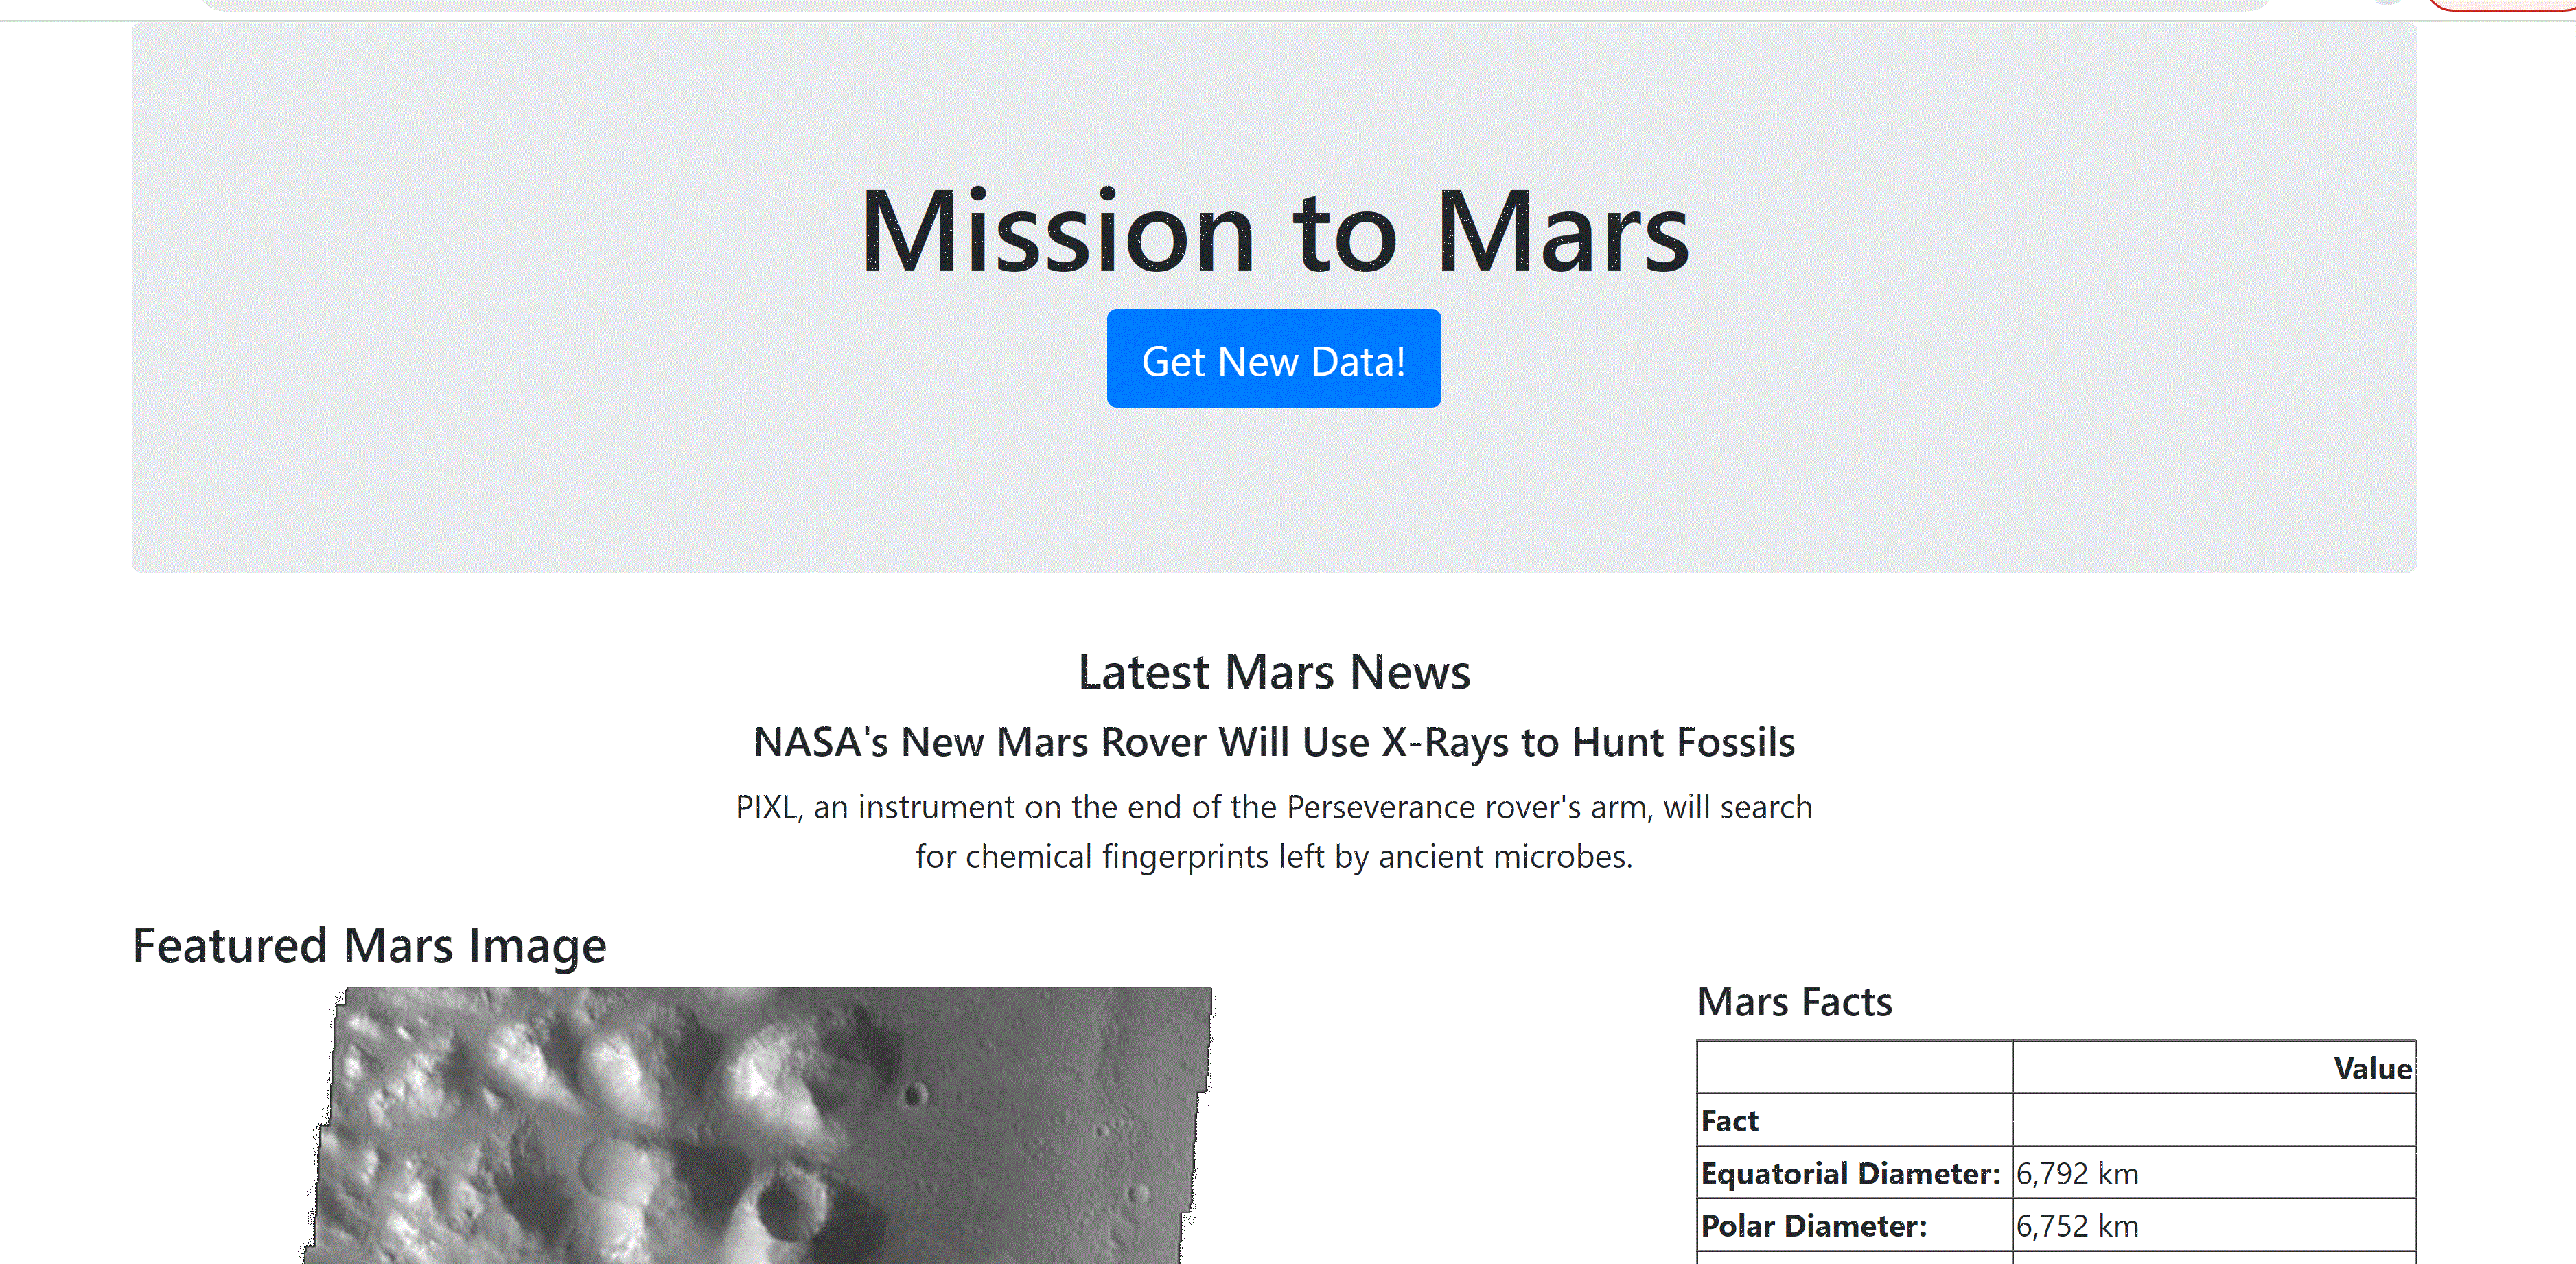 Mission to Mars
Get New Data!
Latest Mars News
NASA's New Mars Rover Will Use X-Rays to Hunt Fossils
PIXL, an instrument on the end of the Perseverance rover's arm, will search
for chemical fingerprints left by ancient microbes.
Featured Mars Image
Mars Facts
Value
Fact
Equatorial Diameter: 6,792 km
Polar Diameter: 6,752 km